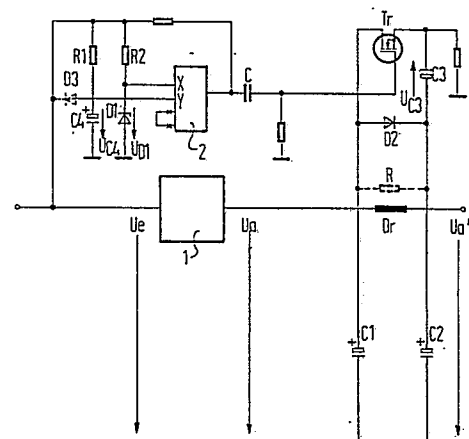 Tr
R1
R2
D3
X
Y
C
C3
UC3
C4
+
D1
UC4
UD1
2
D2
R
Ue
1
Ua
Dr
Ua'
+
C1
+
C2